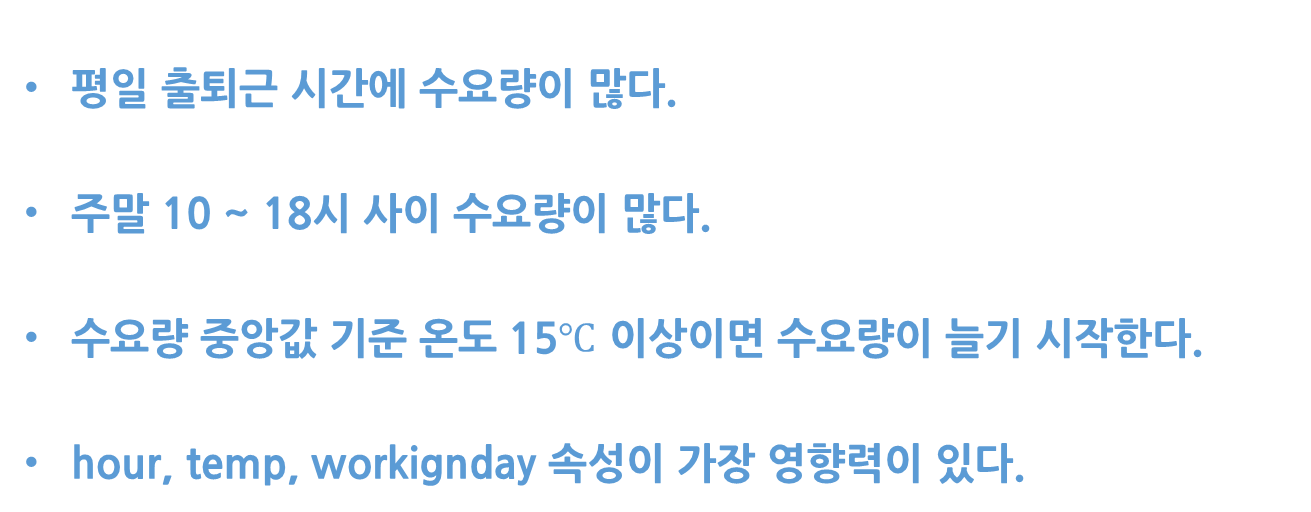 • 평일 출퇴근 시간에 수요량이 많다.
• 주말 10 ~ 18시 사이 수요량이 많다.
• 수요량 중앙값 기준 온도 15℃ 이상이면 수요량이 늘기 시작한다.
• hour, temp, workignday 속성이 가장 영향력이 있다.